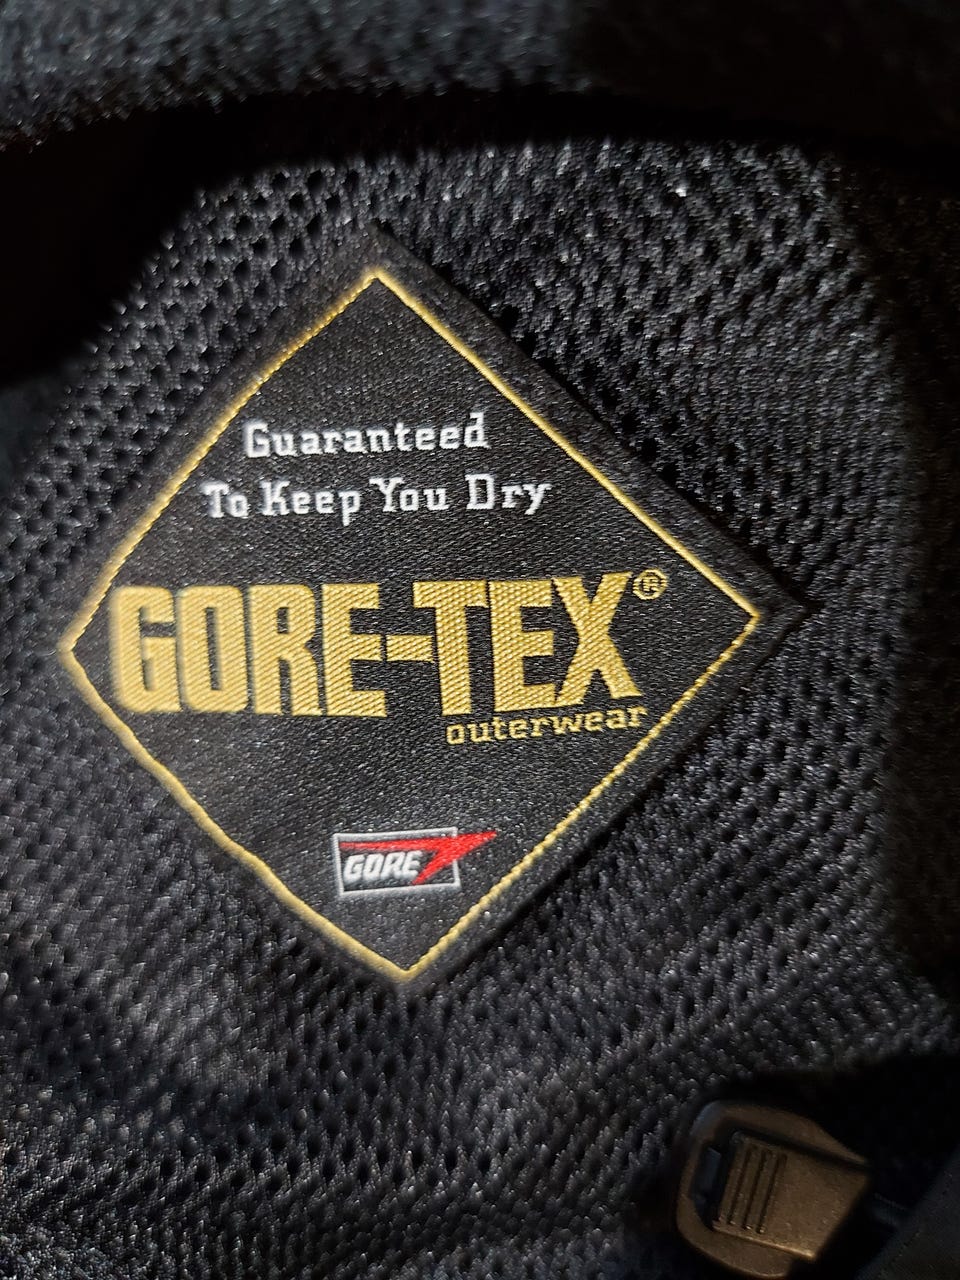 Guaranteed
To Keep You Dry
GORE-TEX®
outerwear
GORE